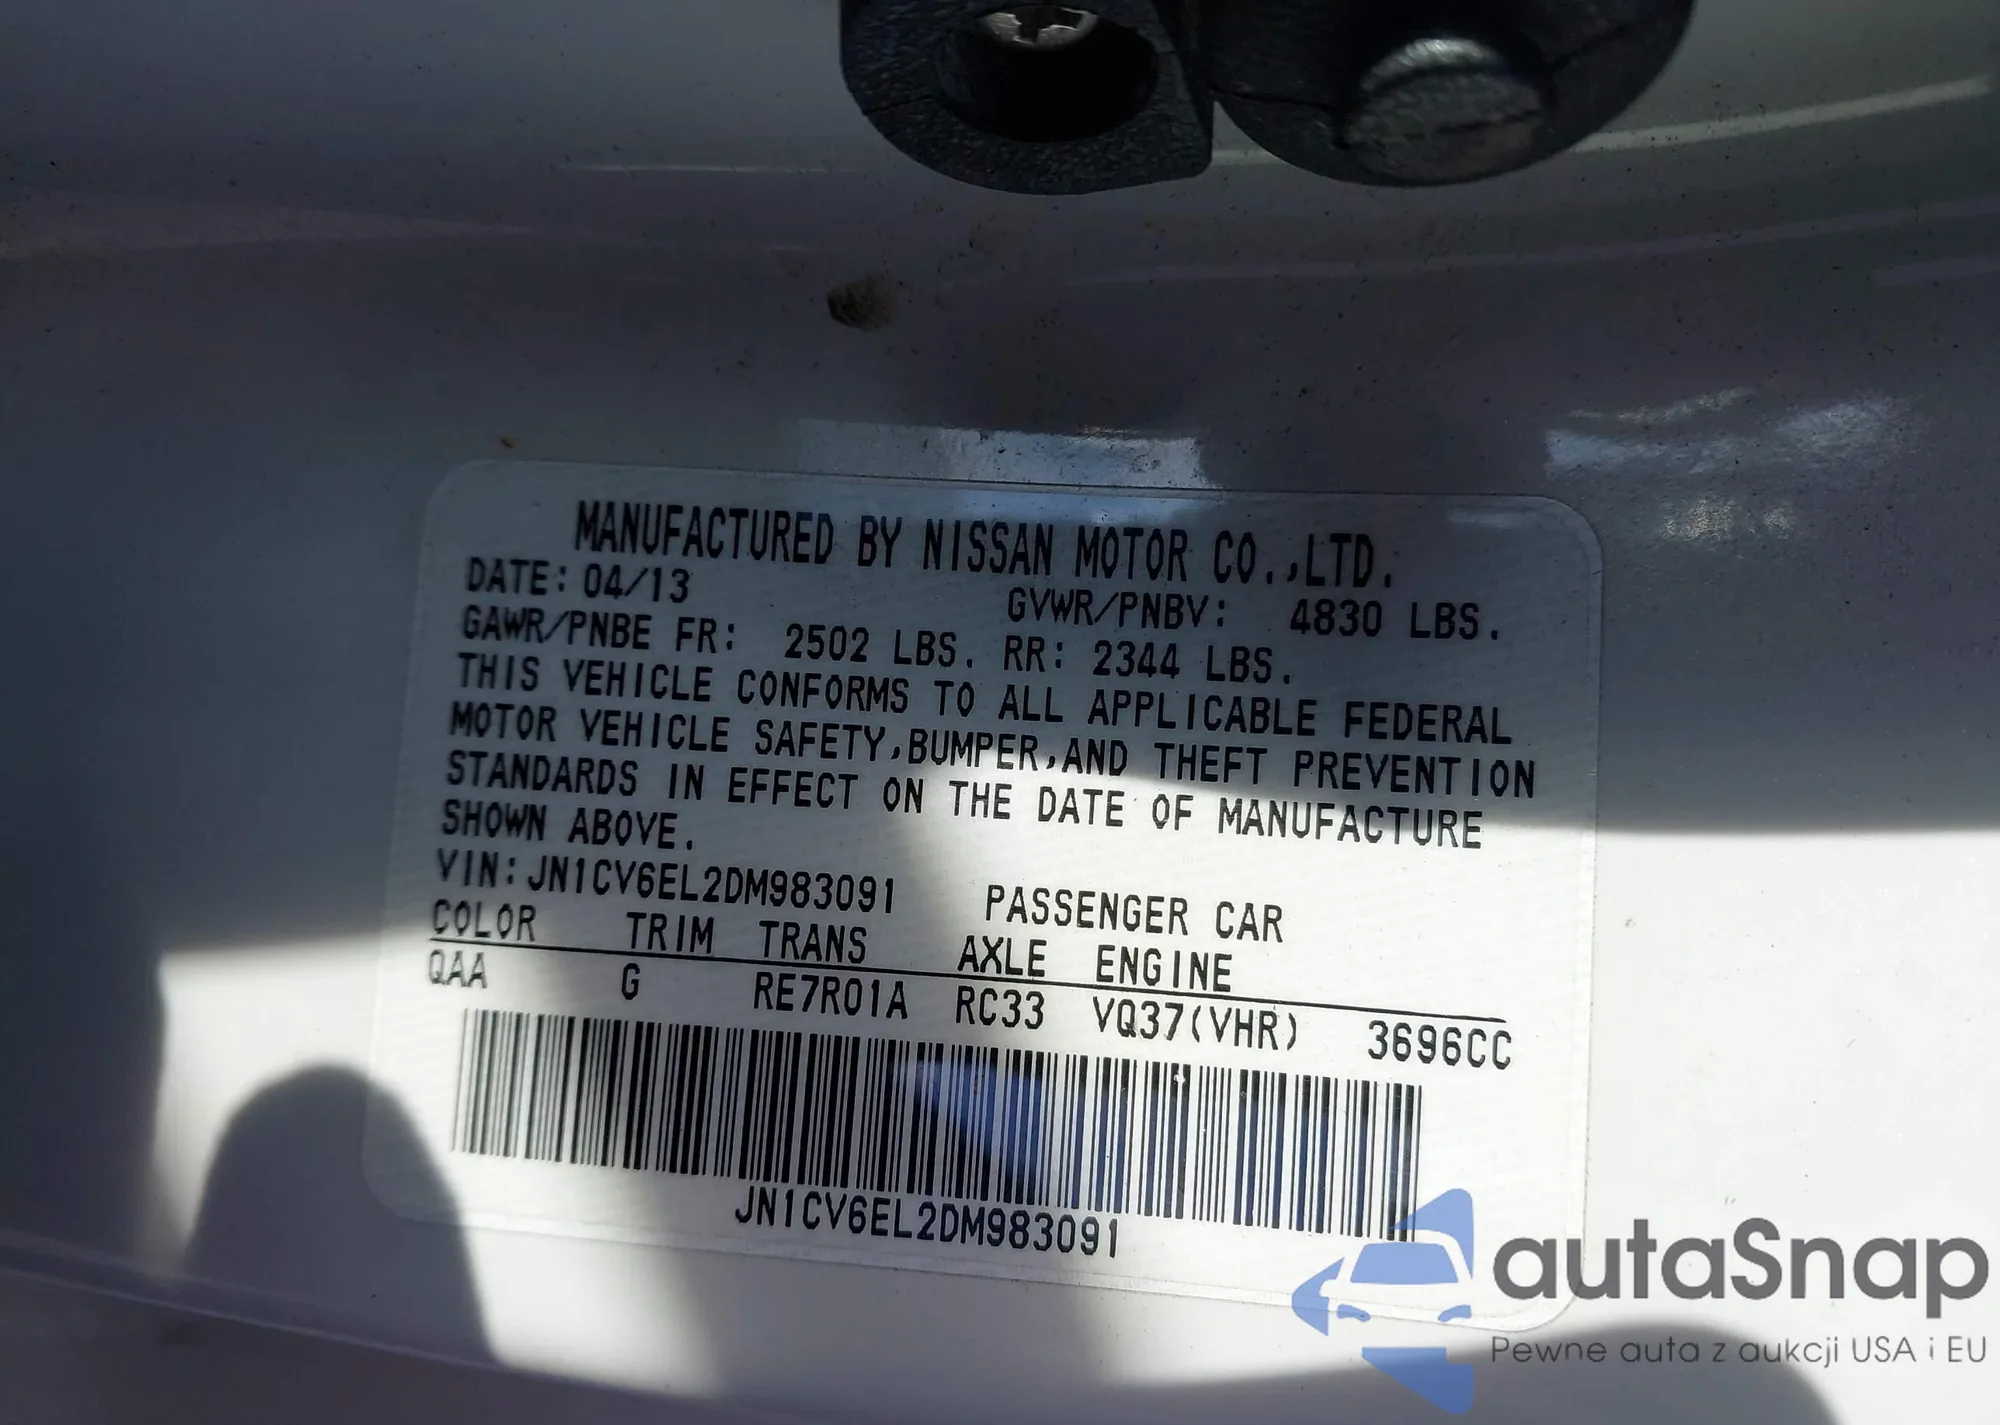 MANUFACTURED BY NISSAN MOTOR CO.,LTD.
DATE: 04/13 GVWR/PNBV: 4830 LBS.
GAWR/PNBE FR: 2502 LBS. RR: 2344 LBS.
THIS VEHICLE CONFORMS TO ALL APPLICABLE FEDERAL
MOTOR VEHICLE SAFETY,BUMPER,AND THEFT PREVENTION
STANDARDS IN EFFECT ON THE DATE OF MANUFACTURE
SHOWN ABOVE.
VIN:JN1CV6EL2DM983091 PASSENGER CAR
COLOR TRIM TRANS AXLE ENGINE
QAA G RE7R01A RC33 VQ37(VHR) 3696CC
JN1CV6EL2DM983091
autaSnap
Pewne auta z aukcji USA i EU